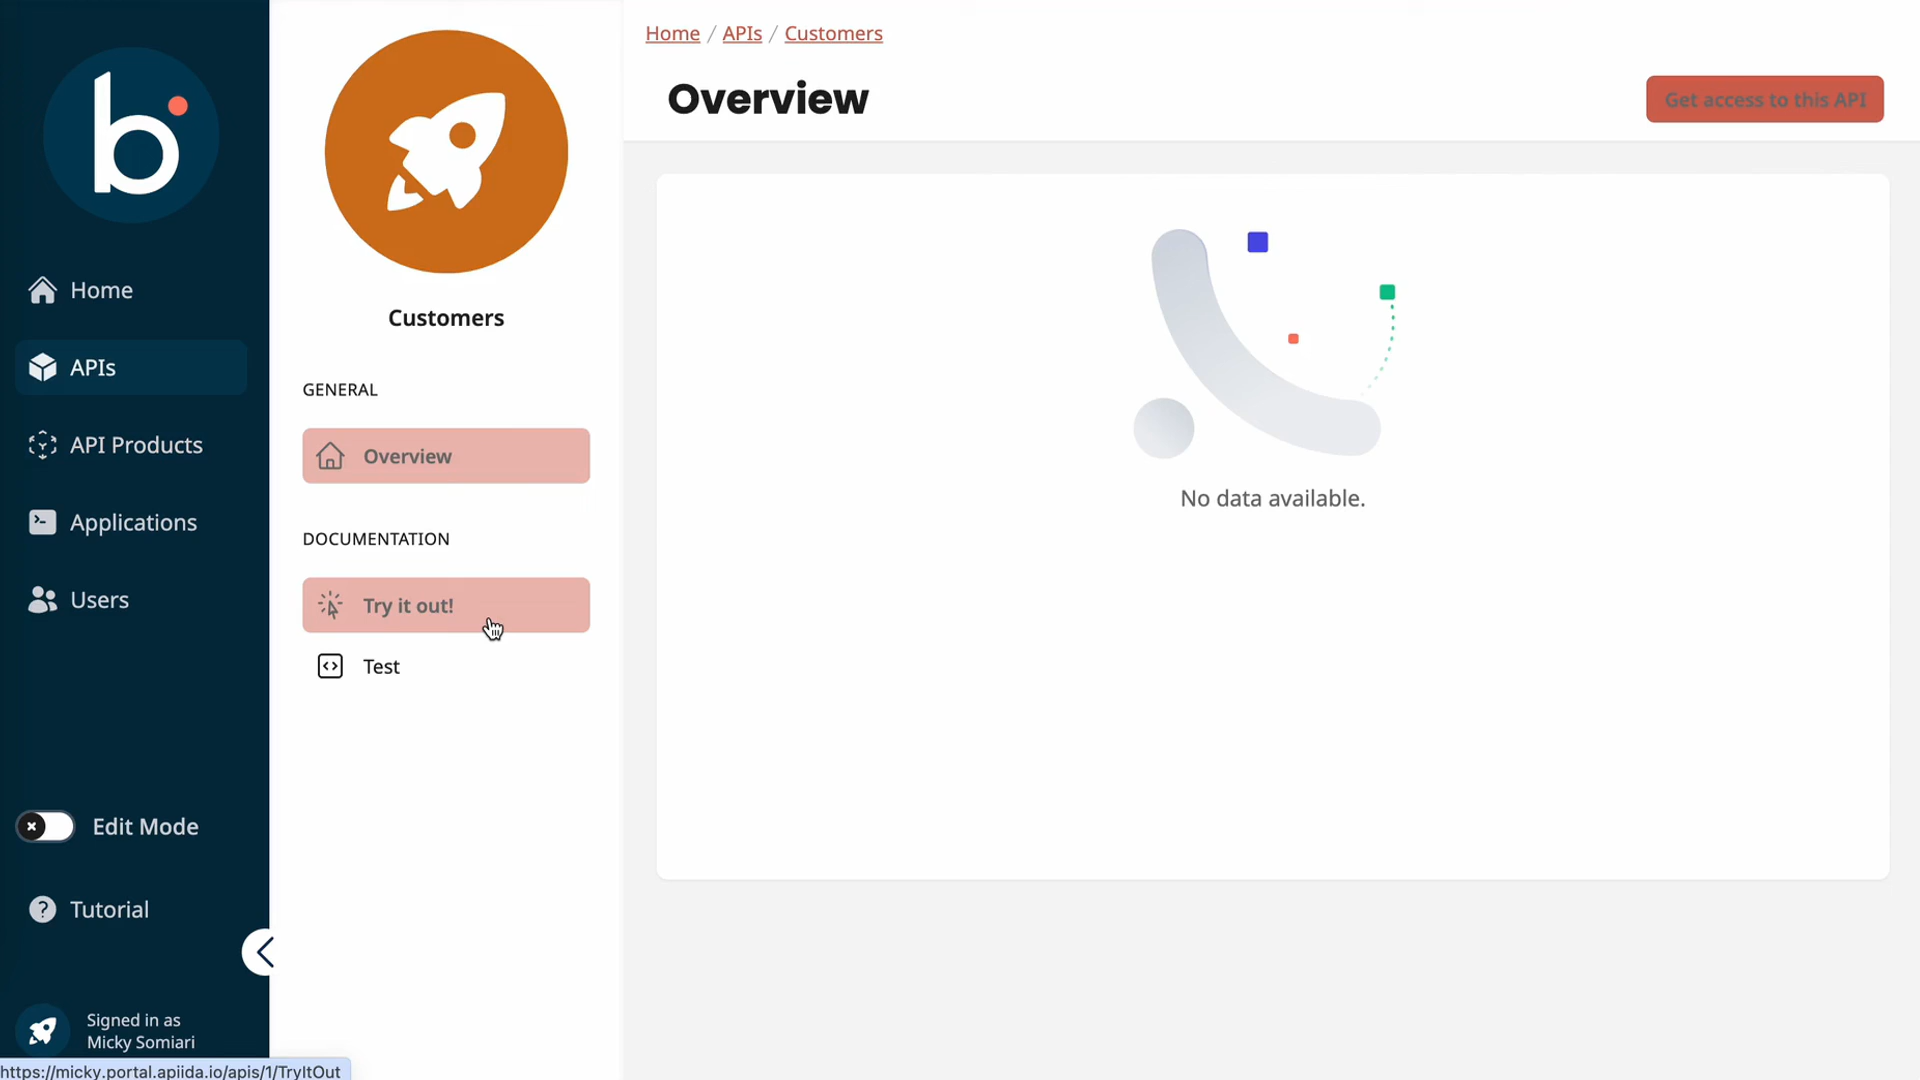 b
Home
APIs
API Products
Applications
Users
Edit Mode
Tutorial
Signed in as
Micky Somiari
https://micky.portal.apiida.io/apis/1/TryItOut
Customers
GENERAL
Overview
DOCUMENTATION
Try it out!
Test
Home / APIs / Customers
Overview
Get access to this API
No data available.